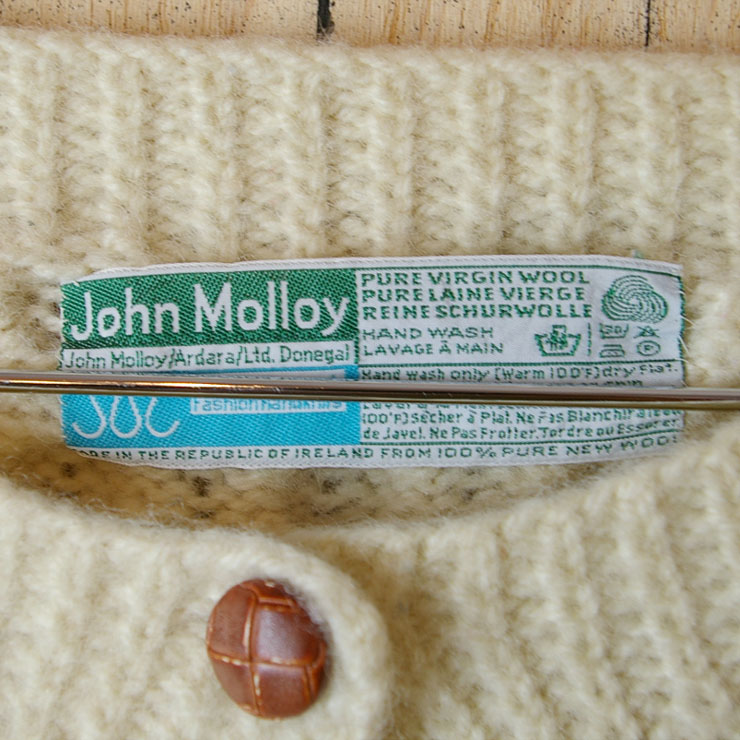 John Molloy
John Molloy/Ardara/Ltd. Donegal
Fashion Handknits
PURE VIRGIN WOOL
PURE LAINE VIERGE
REINE SCHURWOLLE
HAND WASH
LAVAGE À MAIN
Hand wash only (Warm 100°F) dry flat.
100°F) Sécher à Plat. Ne Pas Blanchir à l'eau
de Javel. Ne Pas Frotter, Tordre ou Essorer
MADE IN THE REPUBLIC OF IRELAND FROM 100% PURE NEW WOOL